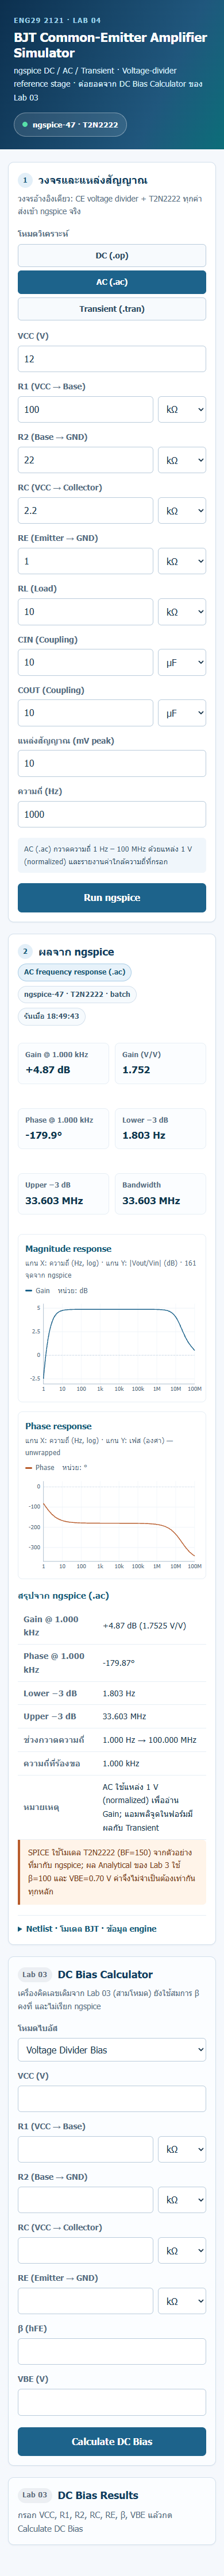 ENG29 2121 · LAB 04
BJT Common-Emitter Amplifier
Simulator
ngspice DC / AC / Transient · Voltage-divider
reference stage · ต่อยอดจาก DC Bias Calculator ของ
Lab 03
ngspice-47 · T2N2222
1 วงจรและแหล่งสัญญาณ
วงจรอ้างอิงเดียว: CE voltage divider + T2N2222 ทุกค่า
ส่งเข้า ngspice จริง
โหมดวิเคราะห์
DC (.op)
AC (.ac)
Transient (.tran)
VCC (V)
12
R1 (VCC → Base)
100 kΩ
R2 (Base → GND)
22 kΩ
RC (VCC → Collector)
2.2 kΩ
RE (Emitter → GND)
1 kΩ
RL (Load)
10 kΩ
CIN (Coupling)
10 µF
COUT (Coupling)
10 µF
แหล่งสัญญาณ (mV peak)
10
ความถี่ (Hz)
1000
AC (.ac) กวาดความถี่ 1 Hz – 100 MHz ด้วยแหล่ง 1 V
(normalized) และรายงานค่าใกล้ความถี่ที่กรอก
Run ngspice
2 ผลจาก ngspice
AC frequency response (.ac)
ngspice-47 · T2N2222 · batch
รันเมื่อ 18:49:43
Gain @ 1.000 kHz
+4.87 dB
Gain (V/V)
1.752
Phase @ 1.000 kHz
-179.9°
Lower −3 dB
1.803 Hz
Upper −3 dB
33.603 MHz
Bandwidth
33.603 MHz
Magnitude response
แกน X: ความถี่ (Hz, log) · แกน Y: |Vout/Vin| (dB) · 161
จุดจาก ngspice
Gain หน่วย: dB
5
2.5
0
-2.5
1 10 100 1k 10k 100k 1M 10M 100M
Phase response
แกน X: ความถี่ (Hz, log) · แกน Y: เฟส (องศา) —
unwrapped
Phase หน่วย: °
0
-100
-200
-300
1 10 100 1k 10k 100k 1M 10M 100M
สรุปจาก ngspice (.ac)
Gain @ 1.000
kHz
+4.87 dB (1.7525 V/V)
Phase @ 1.000
kHz
-179.87°
Lower −3 dB 1.803 Hz
Upper −3 dB 33.603 MHz
ช่วงกวาดความถี่ 1.000 Hz → 100.000 MHz
ความถี่ที่ร้องขอ 1.000 kHz
หมายเหตุ
AC ใช้แหล่ง 1 V
(normalized) เพื่ออ่าน
Gain; แอมพลิจูดในฟอร์มมี
ผลกับ Transient
SPICE ใช้โมเดล T2N2222 (BF=150) จากตัวอย่าง
ที่มากับ ngspice; ผล Analytical ของ Lab 3 ใช้
β=100 และ VBE=0.70 V ค่าจึงไม่จำเป็นต้องเท่ากัน
ทุกหลัก
▶ Netlist · โมเดล BJT · ข้อมูล engine
Lab 03 DC Bias Calculator
เครื่องคิดเลขเดิมจาก Lab 03 (สามโหมด) ยังใช้สมการ β
คงที่ และไม่เรียก ngspice
โหมดไบอัส
Voltage Divider Bias
VCC (V)
R1 (VCC → Base)
kΩ
R2 (Base → GND)
kΩ
RC (VCC → Collector)
kΩ
RE (Emitter → GND)
kΩ
β (hFE)
VBE (V)
Calculate DC Bias
Lab 03 DC Bias Results
กรอก VCC, R1, R2, RC, RE, β, VBE แล้วกด
Calculate DC Bias